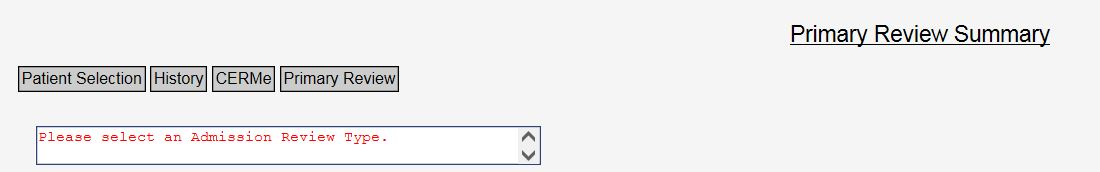 Primary Review Summary
Patient Selection History CERMe Primary Review
Please select an Admission Review Type.